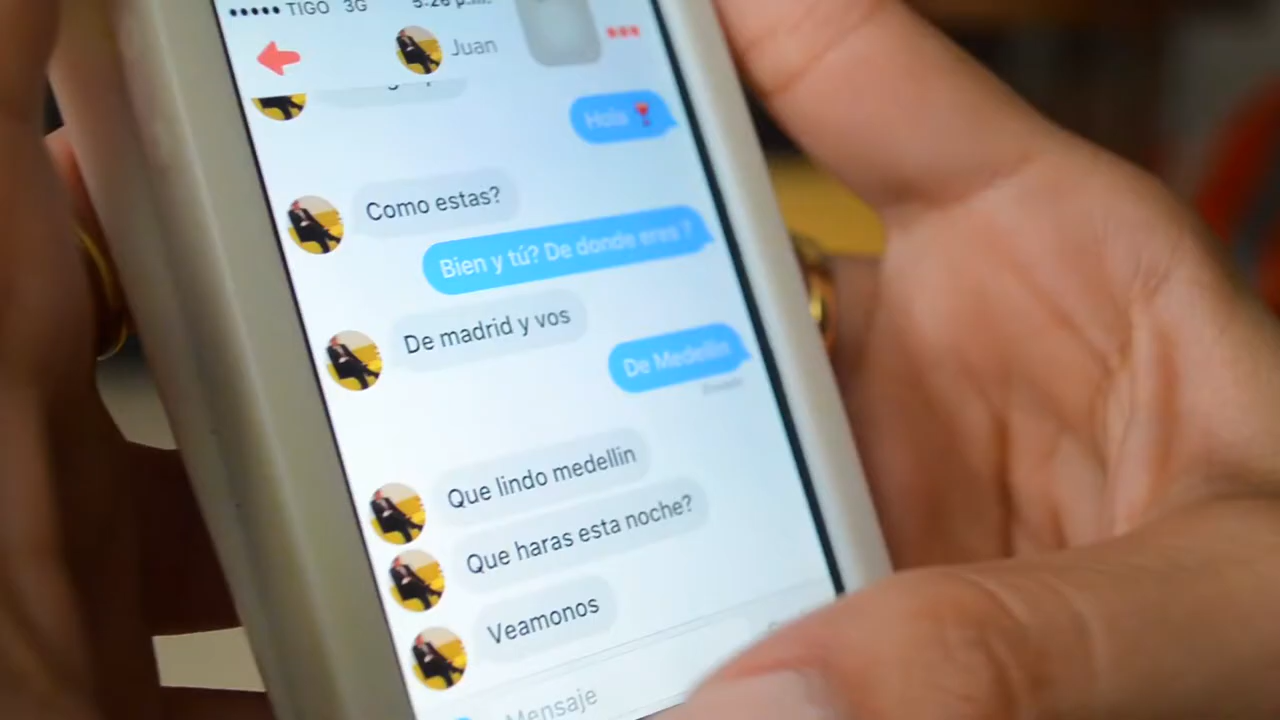 TIGO 3G
Juan
Hola
Como estas?
Bien y tú? De donde eres ?
De madrid y vos
De Medellin
Que lindo medellin
Que haras esta noche?
Veamonos
Mensaje